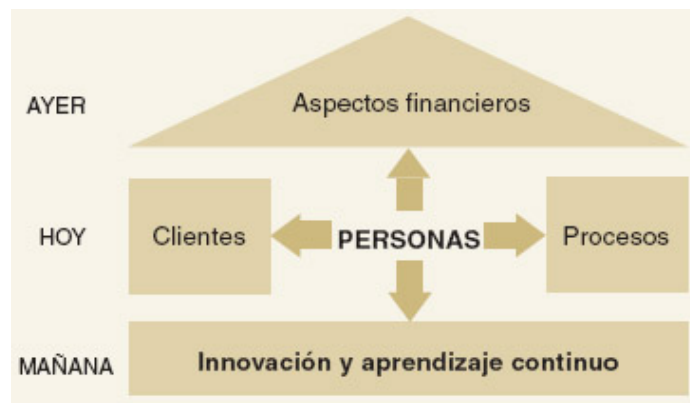 AYER
Aspectos financieros
HOY
Clientes
PERSONAS
Procesos
MAÑANA
Innovación y aprendizaje continuo